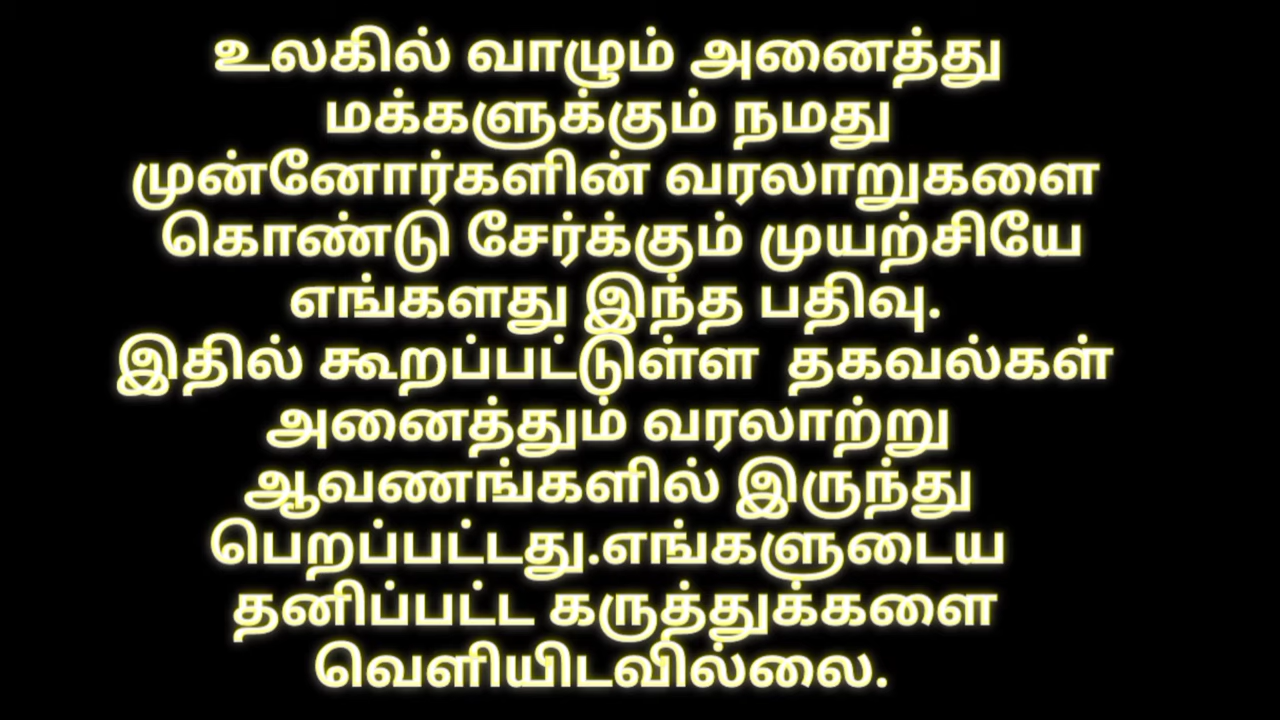 உலகில் வாழும் அனைத்து
மக்களுக்கும் நமது
முன்னோர்களின் வரலாறுகளை
கொண்டு சேர்க்கும் முயற்சியே
எங்களது இந்த பதிவு.
இதில் கூறப்பட்டுள்ள  தகவல்கள்
அனைத்தும் வரலாற்று
ஆவணங்களில் இருந்து
பெறப்பட்டது.எங்களுடைய
தனிப்பட்ட கருத்துக்களை
வெளியிடவில்லை.